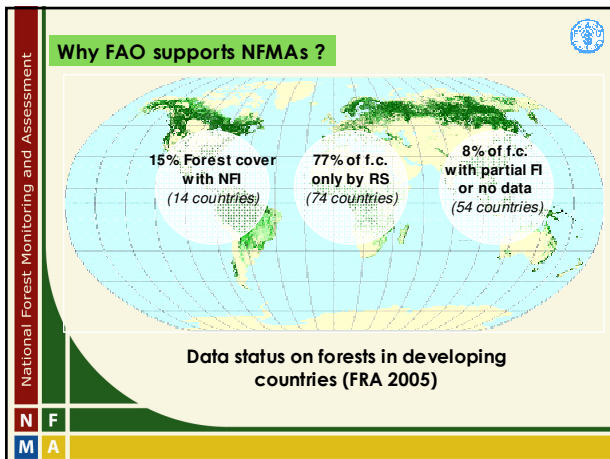 Why FAO supports NFMAs ?
National Forest Monitoring and Assessment
15% Forest cover
with NFI
(14 countries)
77% of f.c.
only by RS
(74 countries)
8% of f.c.
with partial FI
or no data
(54 countries)
Data status on forests in developing
countries (FRA 2005)
N F
M A